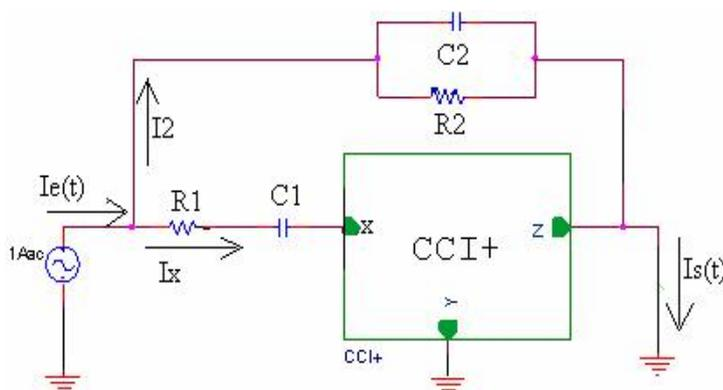 C2
R2
I2
Ie(t)
R1
C1
1Aac
Ix
X
CCI+
Z
Y
CCI+
Is(t)